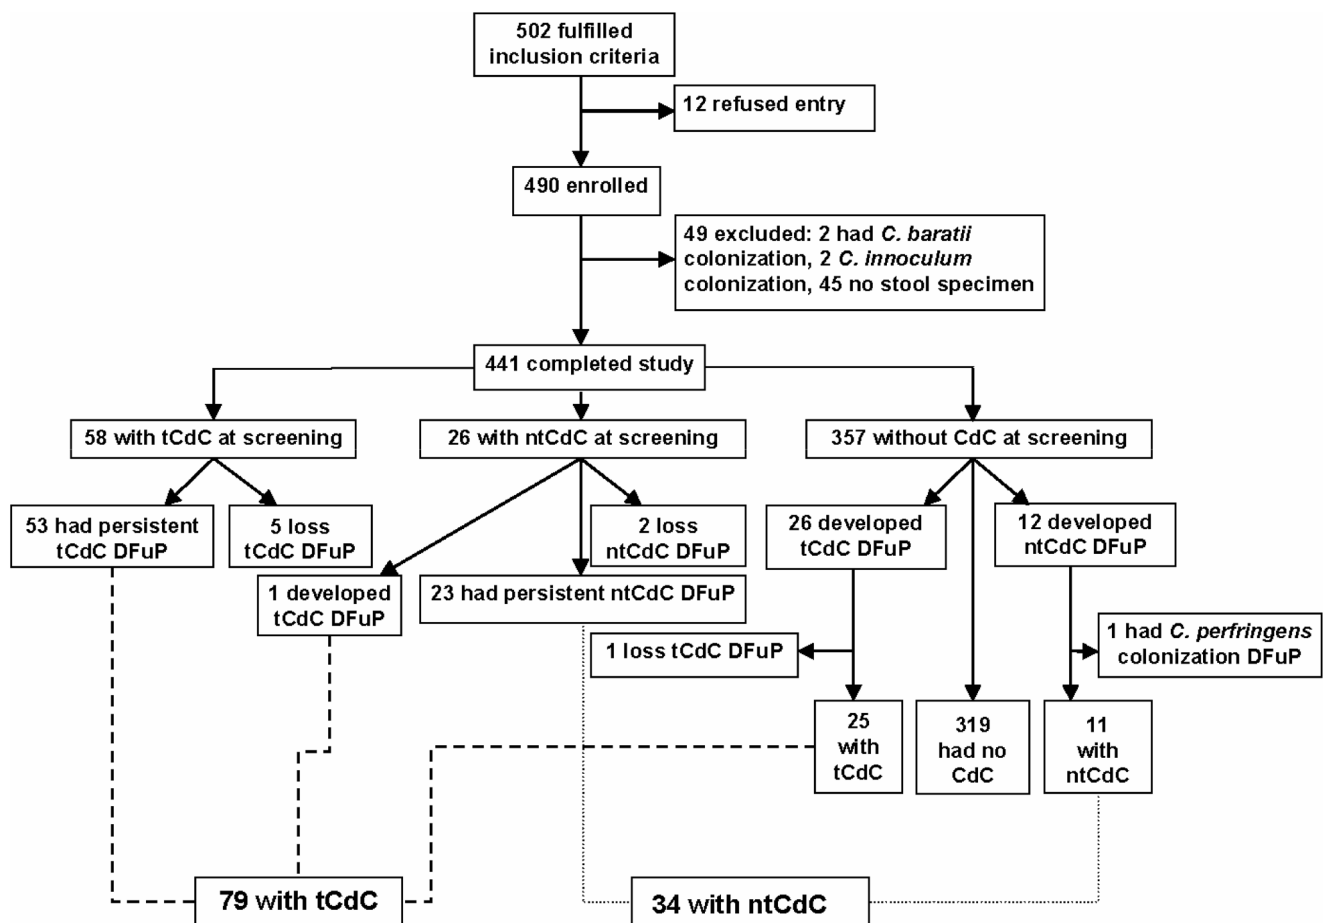 502 fulfilled
inclusion criteria
12 refused entry
490 enrolled
49 excluded: 2 had C. baratii
colonization, 2 C. innoculum
colonization, 45 no stool specimen
441 completed study
58 with tCdC at screening
26 with ntCdC at screening
357 without CdC at screening
53 had persistent
tCdC DFuP
5 loss
tCdC DFuP
2 loss
ntCdC DFuP
26 developed
tCdC DFuP
12 developed
ntCdC DFuP
1 developed
tCdC DFuP
23 had persistent ntCdC DFuP
1 loss tCdC DFuP
1 had C. perfringens
colonization DFuP
25
with
tCdC
319
had no
CdC
11
with
ntCdC
79 with tCdC
34 with ntCdC